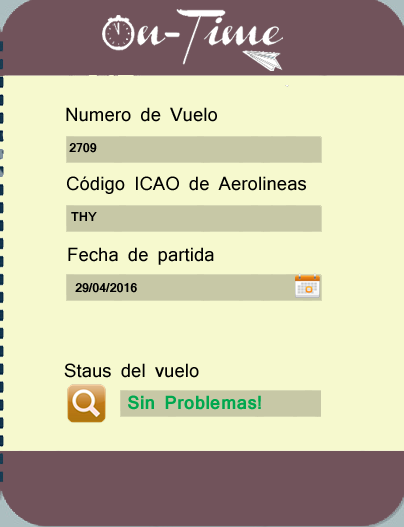 On-Time
Numero de Vuelo
2709
Código ICAO de Aerolineas
THY
Fecha de partida
29/04/2016
Staus del vuelo
Sin Problemas!